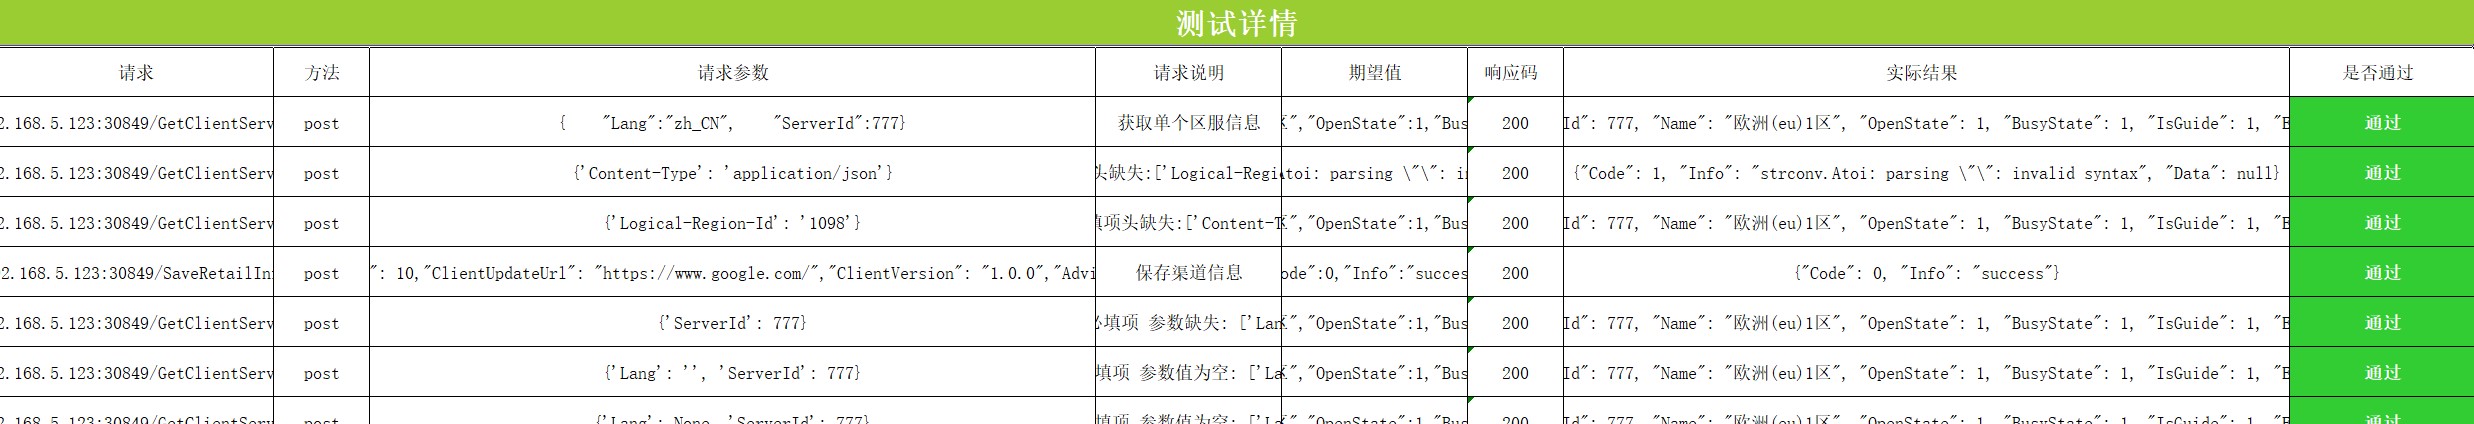 测试详情
请求 方法 请求参数 请求说明 期望值 响应码 实际结果 是否通过
2.168.5.123:30849/GetClientServ post { "Lang":"zh_CN", "ServerId":777} 获取单个区服信息 ","OpenState":1,"Bus 200 Id": 777, "Name": "欧洲(eu)1区", "OpenState": 1, "BusyState": 1, "IsGuide": 1, "B 通过
2.168.5.123:30849/GetClientServ post {'Content-Type': 'application/json'} 头缺失:['Logical-Regi toi: parsing \"\": in 200 {"Code": 1, "Info": "strconv.Atoi: parsing \"\": invalid syntax", "Data": null} 通过
2.168.5.123:30849/GetClientServ post {'Logical-Region-Id': '1098'} 填项头缺失:['Content-T ","OpenState":1,"Bus 200 Id": 777, "Name": "欧洲(eu)1区", "OpenState": 1, "BusyState": 1, "IsGuide": 1, "B 通过
2.168.5.123:30849/SaveRetailIn post ": 10,"ClientUpdateUrl": "https://www.google.com/","ClientVersion": "1.0.0","Advi 保存渠道信息 ode":0,"Info":"succes 200 {"Code": 0, "Info": "success"} 通过
2.168.5.123:30849/GetClientServ post {'ServerId': 777} 必填项 参数缺失: ['Lan ","OpenState":1,"Bus 200 Id": 777, "Name": "欧洲(eu)1区", "OpenState": 1, "BusyState": 1, "IsGuide": 1, "B 通过
2.168.5.123:30849/GetClientServ post {'Lang': '', 'ServerId': 777} 填项 参数值为空: ['La ","OpenState":1,"Bus 200 Id": 777, "Name": "欧洲(eu)1区", "OpenState": 1, "BusyState": 1, "IsGuide": 1, "B 通过
2.168.5.123:30849/GetClientServ post {'Lang': None, 'ServerId': 777} 填项 参数值为空: ['La ","OpenState":1,"Bus 200 Id": 777, "Name": "欧洲(eu)1区", "OpenState": 1, "BusyState": 1, "IsGuide": 1, "B 通过